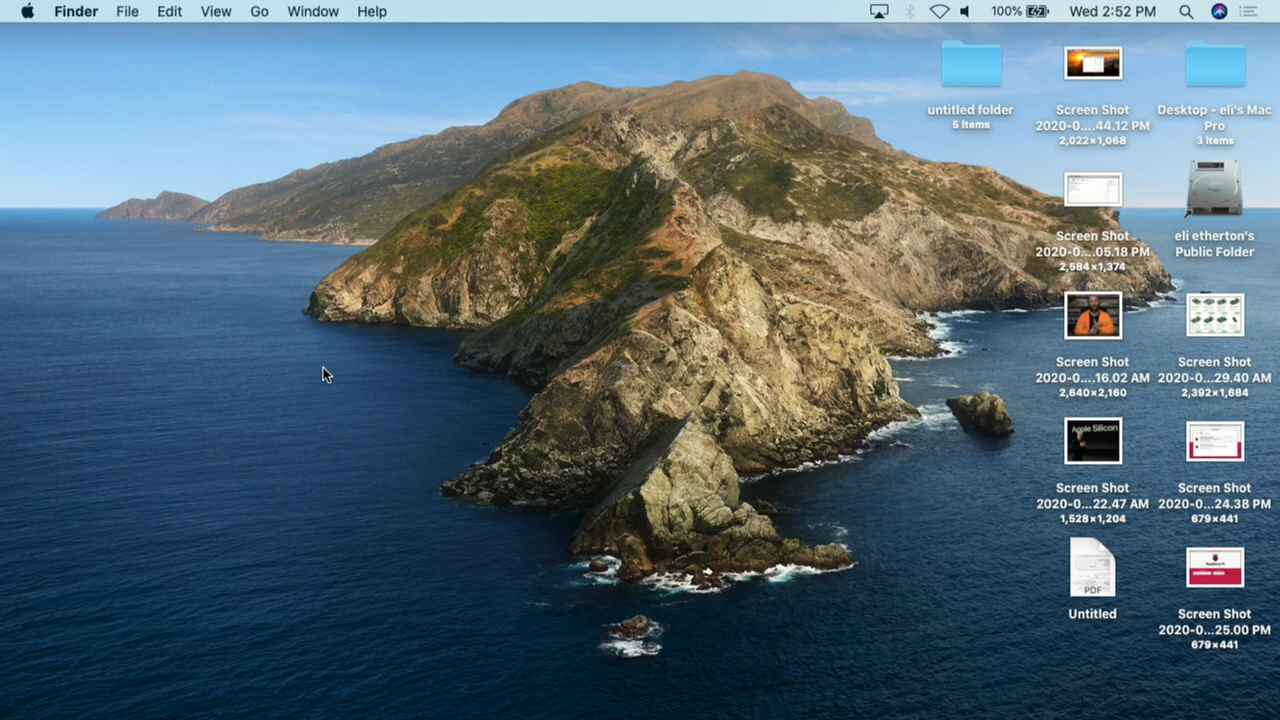 Finder File Edit View Go Window Help 100% Wed 2:52 PM
untitled folder
5 items
Screen Shot
2020-0....44.12 PM
2,022×1,068
Desktop - eli's Mac
Pro
3 items
Screen Shot
2020-0....05.18 PM
2,584×1,374
eli etherton's
Public Folder
Screen Shot
2020-0....16.02 AM
2,640×2,160
Screen Shot
2020-0...29.40 AM
2,392×1,684
Apple Silicon
Screen Shot
2020-0...22.47 AM
1,528×1,204
Screen Shot
2020-0...24.38 PM
679×441
PDF
Untitled
Screen Shot
2020-0...25.00 PM
679×441